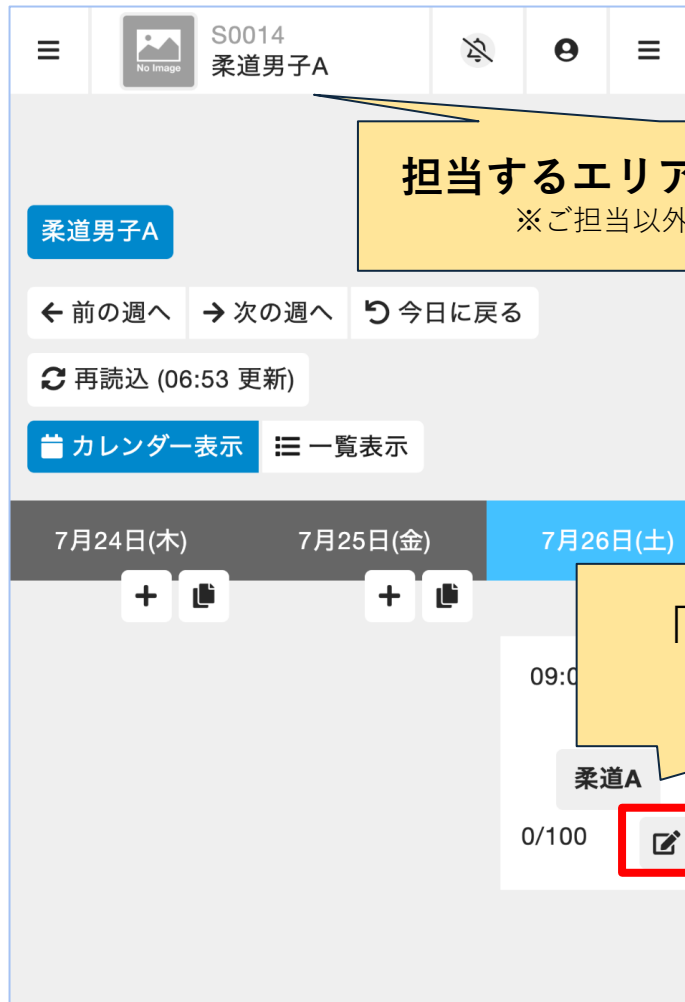 S0014
No Image
柔道男子A
担当するエリア
※ご担当以外
柔道男子A
前の週へ 次の週へ 今日に戻る
再読込 (06:53 更新)
カレンダー表示 一覧表示
7月24日(木) 7月25日(金) 7月26日(土)
「
09:0
柔道A
0/100